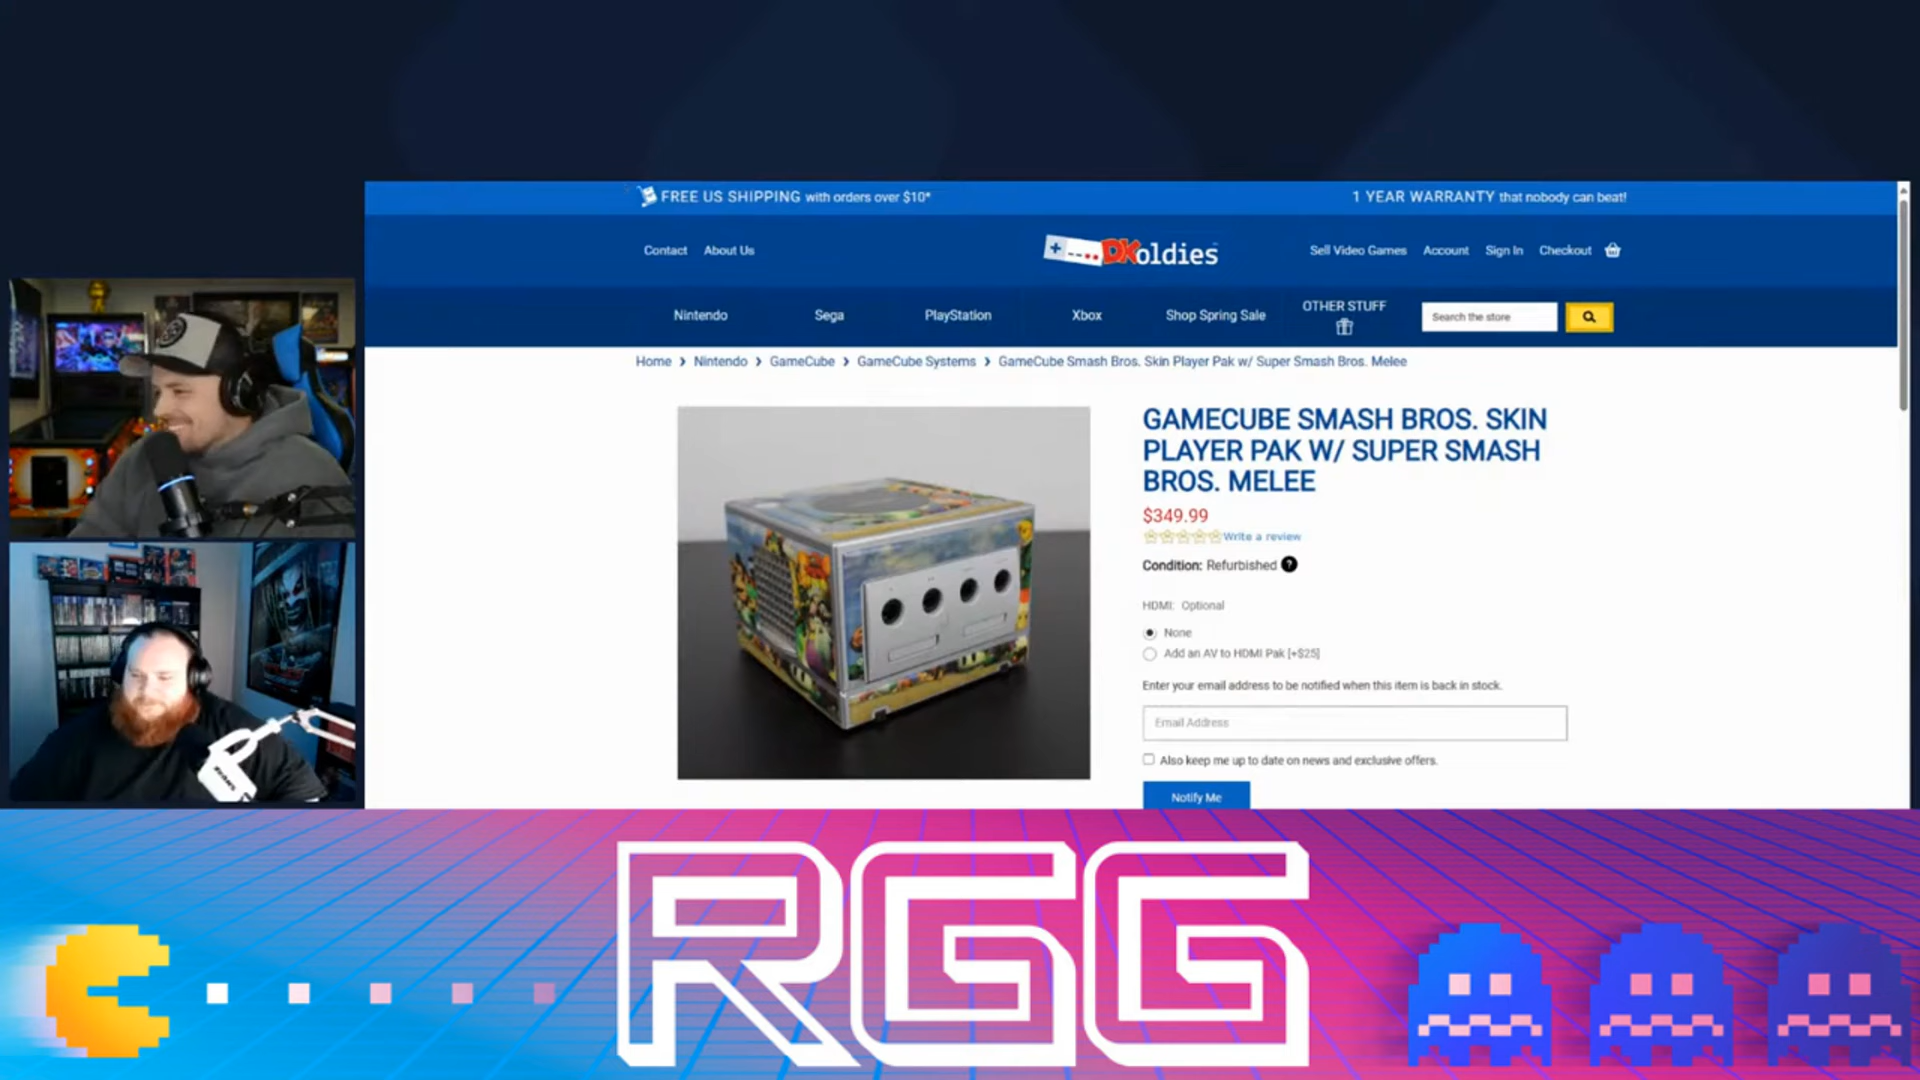 FREE US SHIPPING with orders over $10*
1 YEAR WARRANTY that nobody can beat!
Contact About Us
DKoldies
Sell Video Games Account Sign In Checkout
Nintendo Sega PlayStation Xbox Shop Spring Sale OTHER STUFF
Search the store
Home > Nintendo > GameCube > GameCube Systems > GameCube Smash Bros. Skin Player Pak w/ Super Smash Bros. Melee
GAMECUBE SMASH BROS. SKIN
PLAYER PAK W/ SUPER SMASH
BROS. MELEE
$349.99
Write a review
Condition: Refurbished ?
HDMI: Optional
None
Add an AV to HDMI Pak [+$25]
Enter your email address to be notified when this item is back in stock.
Email Address
Also keep me up to date on news and exclusive offers.
Notify Me
RGG